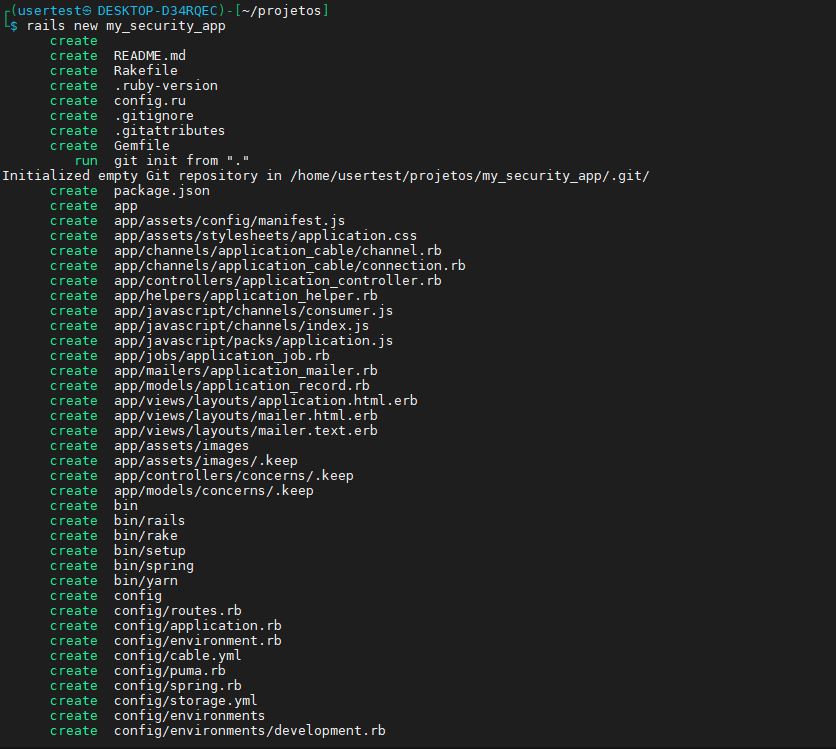 ┌(usertest㉿ DESKTOP-D34RQEC)-[~/projetos]
└$ rails new my_security_app
create
create README.md
create Rakefile
create .ruby-version
create config.ru
create .gitignore
create .gitattributes
create Gemfile
run git init from "."
Initialized empty Git repository in /home/usertest/projetos/my_security_app/.git/
create package.json
create app
create app/assets/config/manifest.js
create app/assets/stylesheets/application.css
create app/channels/application_cable/channel.rb
create app/channels/application_cable/connection.rb
create app/controllers/application_controller.rb
create app/helpers/application_helper.rb
create app/javascript/channels/consumer.js
create app/javascript/channels/index.js
create app/javascript/packs/application.js
create app/jobs/application_job.rb
create app/mailers/application_mailer.rb
create app/models/application_record.rb
create app/views/layouts/application.html.erb
create app/views/layouts/mailer.html.erb
create app/views/layouts/mailer.text.erb
create app/assets/images
create app/assets/images/.keep
create app/controllers/concerns/.keep
create app/models/concerns/.keep
create bin
create bin/rails
create bin/rake
create bin/setup
create bin/spring
create bin/yarn
create config
create config/routes.rb
create config/application.rb
create config/environment.rb
create config/cable.yml
create config/puma.rb
create config/spring.rb
create config/storage.yml
create config/environments
create config/environments/development.rb